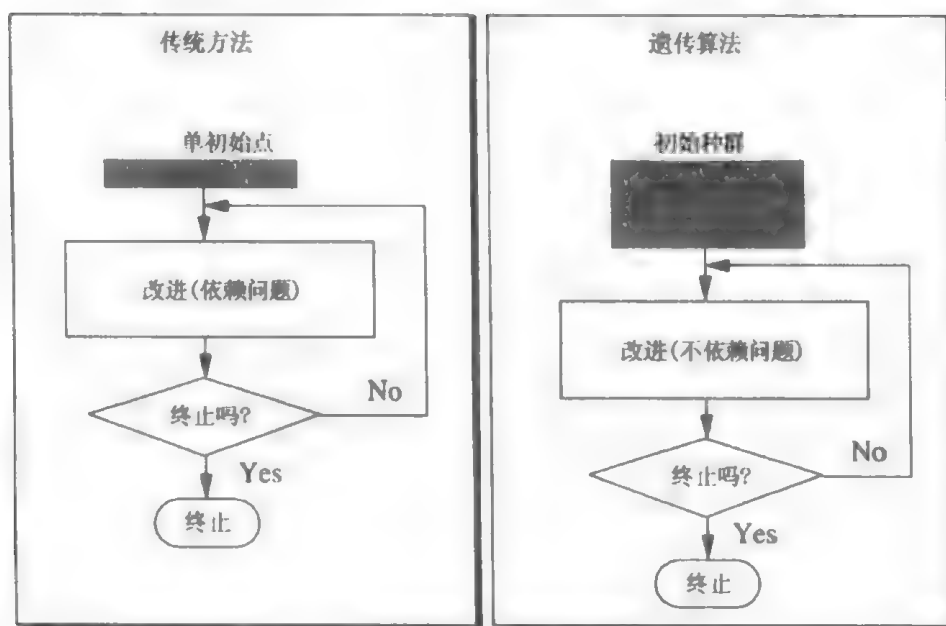 传统方法
单初始点
改进(依赖问题)
No
终止吗?
Yes
终止
遗传算法
初始种群
改进(不依赖问题)
No
终止吗?
Yes
终止